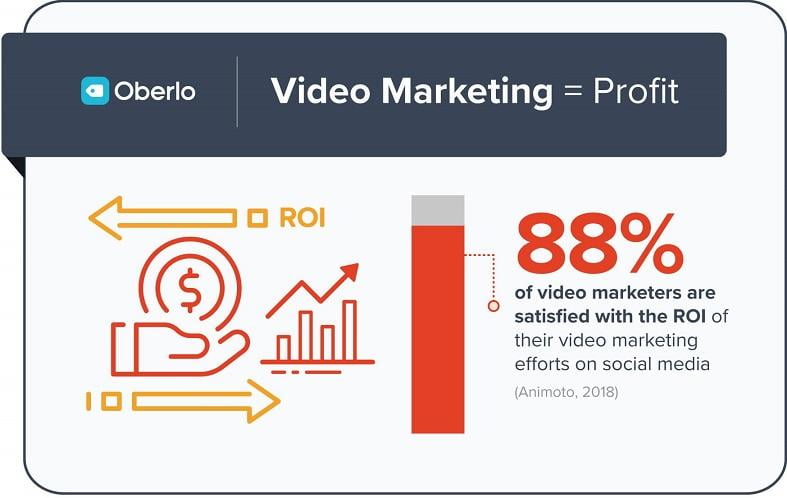 Oberlo
Video Marketing = Profit
ROI
$
88%
of video marketers are
satisfied with the ROI of
their video marketing
efforts on social media
(Animoto, 2018)